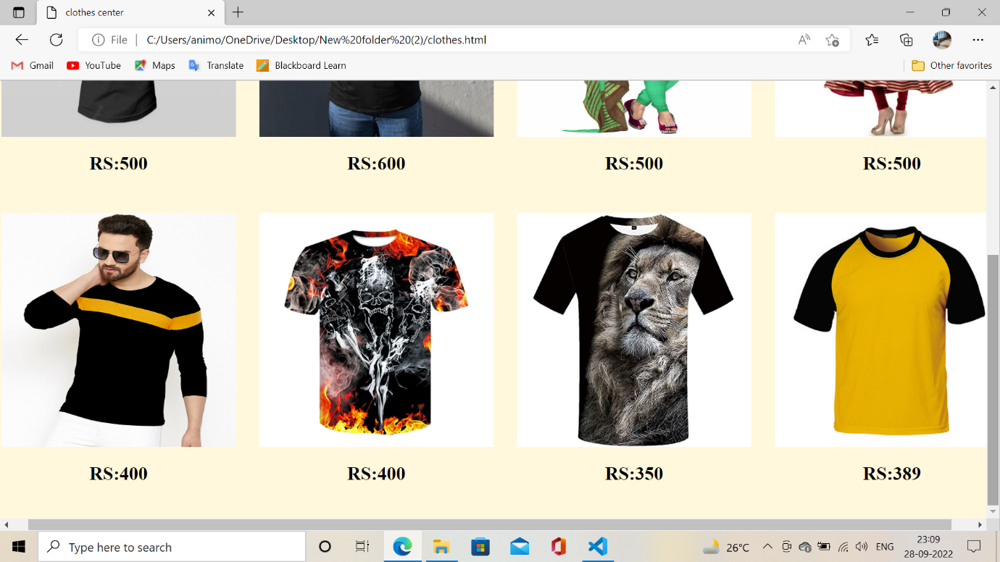 clothes center
File
C:/Users/animo/OneDrive/Desktop/New%20folder%20(2)/clothes.html
Gmail YouTube Maps Translate Blackboard Learn Other favorites
RS:500 RS:600 RS:500 RS:500
RS:400 RS:400 RS:350 RS:389
Type here to search
26°C
ENG
23:09
28-09-2022